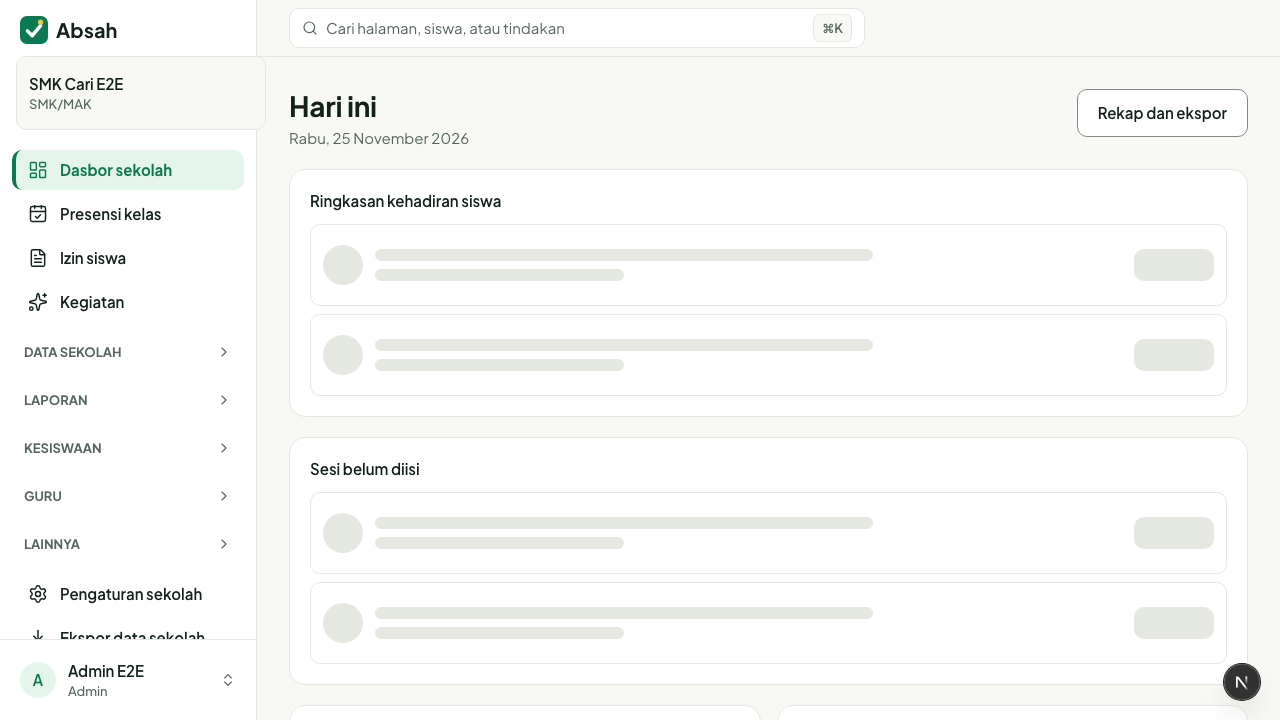 Absah
Cari halaman, siswa, atau tindakan
⌘K
SMK Cari E2E
SMK/MAK
Dasbor sekolah
Presensi kelas
Izin siswa
Kegiatan
DATA SEKOLAH
LAPORAN
KESISWAAN
GURU
LAINNYA
Pengaturan sekolah
Ekspor data sekolah
A
Admin E2E
Admin
Hari ini
Rabu, 25 November 2026
Rekap dan ekspor
Ringkasan kehadiran siswa
Sesi belum diisi
N